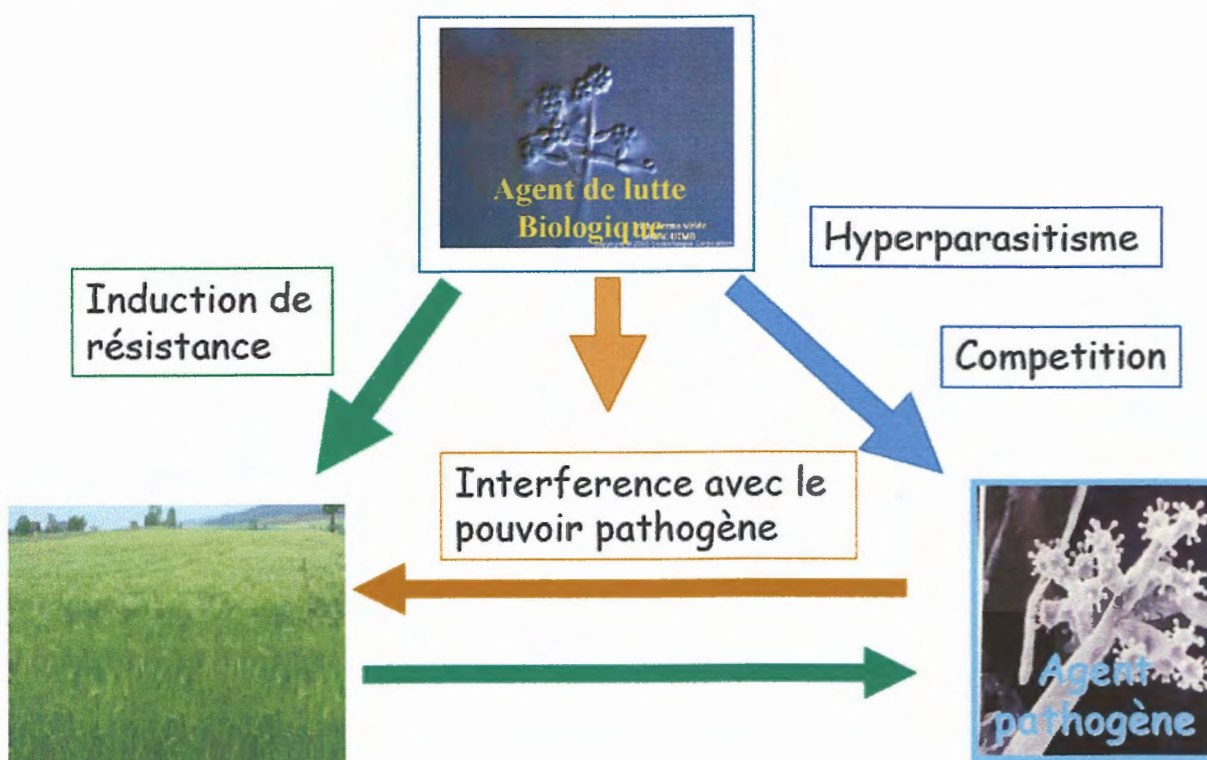 Agent de lutte
Biologique
Hyperparasitisme
Induction de
résistance
Competition
Interference avec le
pouvoir pathogène
Agent
pathogène